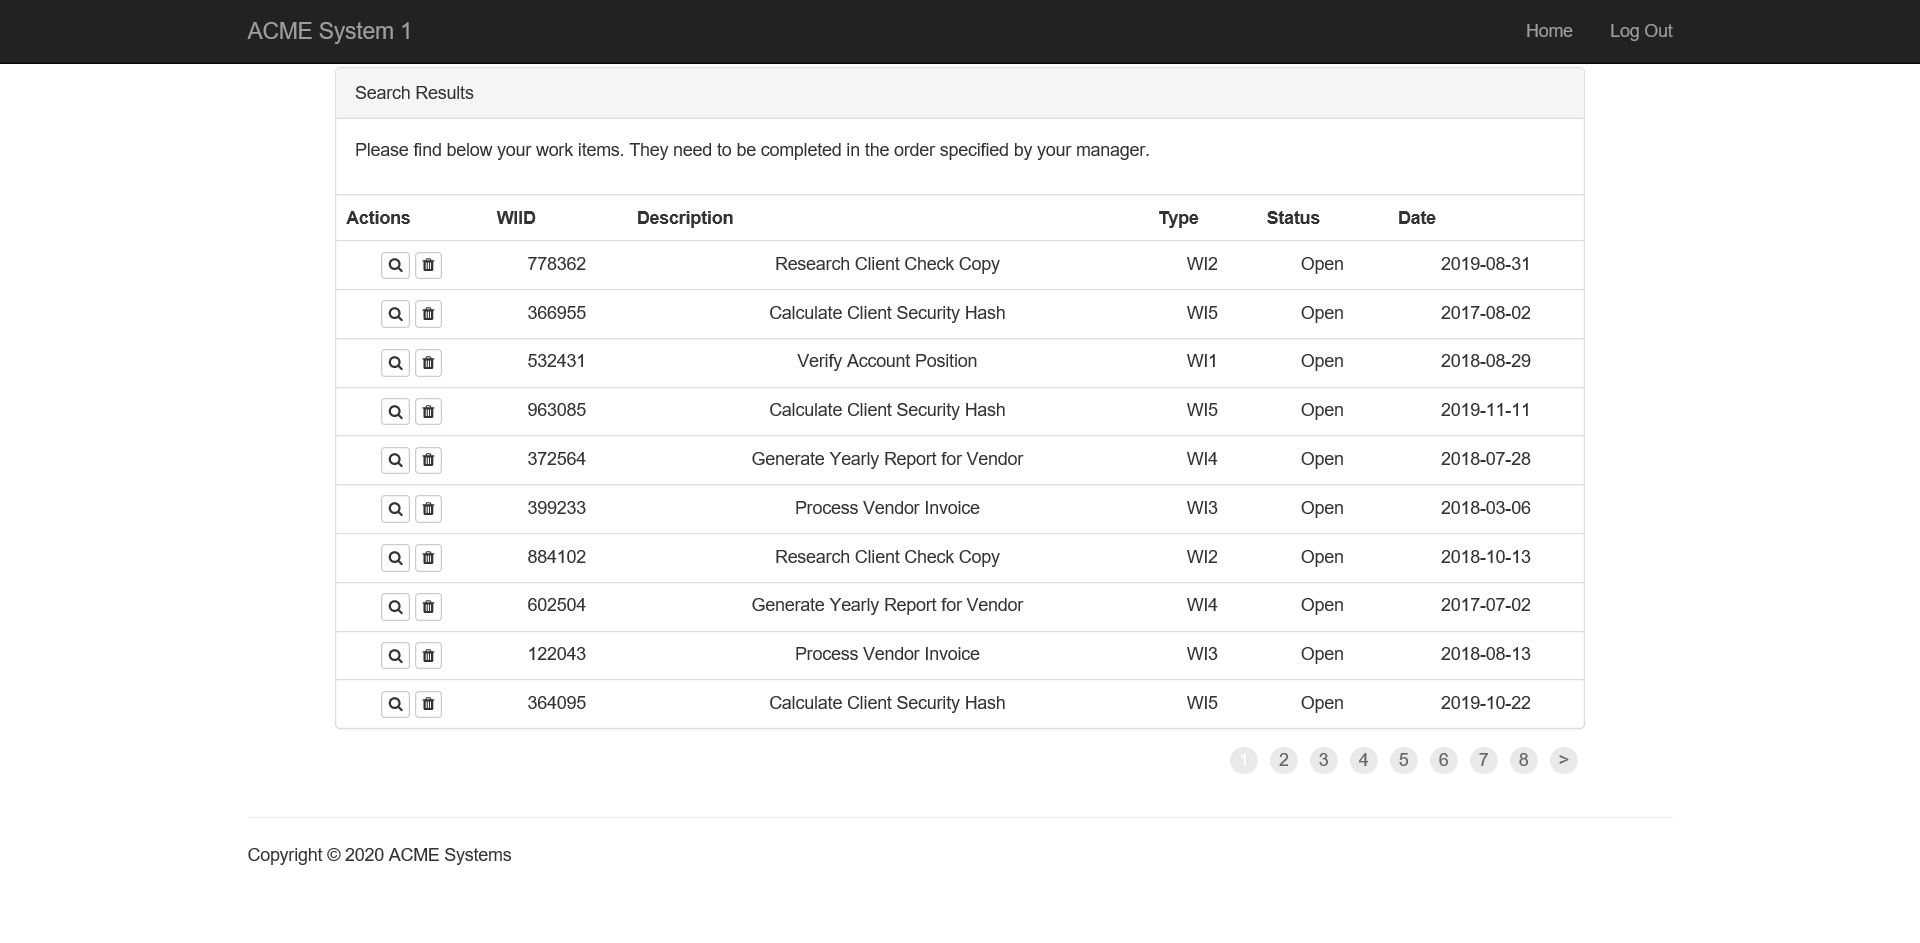 ACME System 1 Home Log Out
Search Results
Please find below your work items. They need to be completed in the order specified by your manager.
Actions WIID Description Type Status Date
778362 Research Client Check Copy WI2 Open 2019-08-31
366955 Calculate Client Security Hash WI5 Open 2017-08-02
532431 Verify Account Position WI1 Open 2018-08-29
963085 Calculate Client Security Hash WI5 Open 2019-11-11
372564 Generate Yearly Report for Vendor WI4 Open 2018-07-28
399233 Process Vendor Invoice WI3 Open 2018-03-06
884102 Research Client Check Copy WI2 Open 2018-10-13
602504 Generate Yearly Report for Vendor WI4 Open 2017-07-02
122043 Process Vendor Invoice WI3 Open 2018-08-13
364095 Calculate Client Security Hash WI5 Open 2019-10-22
1 2 3 4 5 6 7 8 >
Copyright © 2020 ACME Systems